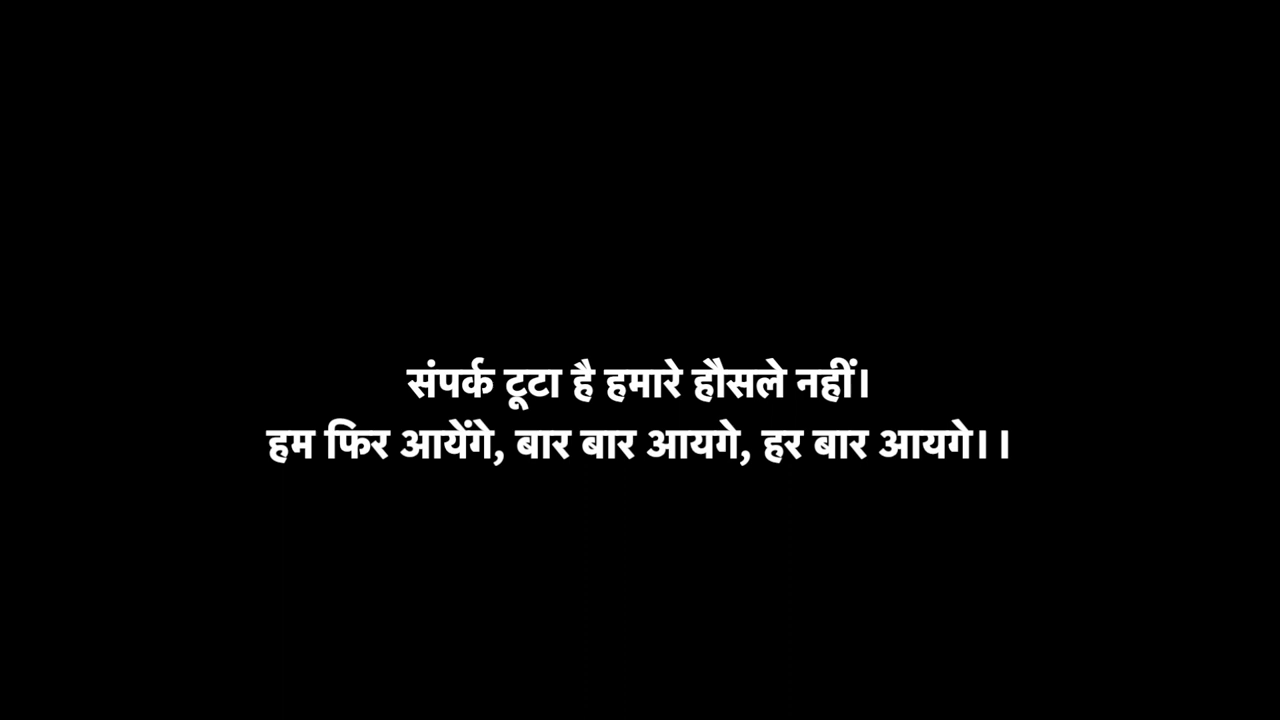 संपर्क टूटा है हमारे हौसले नहीं।
हम फिर आयेंगे, बार बार आयगे, हर बार आयगे।।